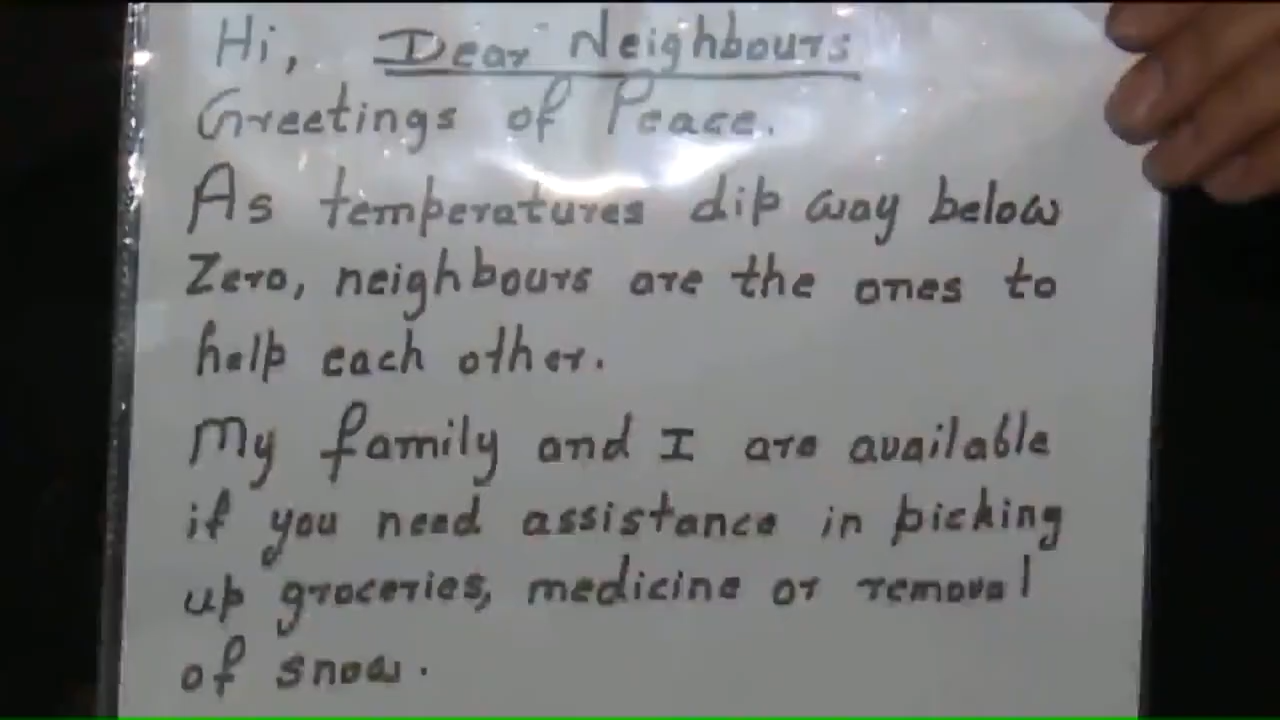 Hi, Dear Neighbours
Greetings of Peace.
As temperatures dip way below
Zero, neighbours are the ones to
help each other.
My family and I are available
if you need assistance in picking
up groceries, medicine or removal
of snow.